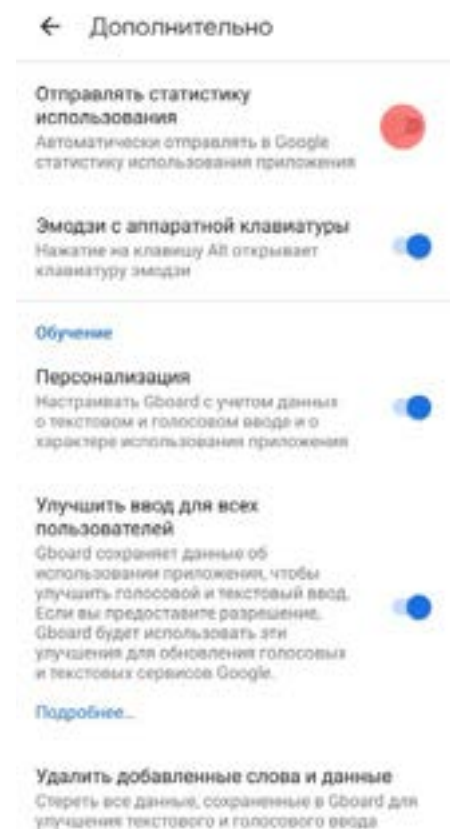 Дополнительно
Отправлять статистику
использования
Автоматически отправлять в Google
статистику использования приложения
Эмодзи с аппаратной клавиатуры
Нажатие на клавишу Alt открывает
клавиатуру эмодзи
Обучение
Персонализация
Настраивать Gboard с учетом данных
о текстовом и голосовом вводе и о
характере использования приложения
Улучшить ввод для всех
пользователей
Gboard сохраняет данные об
использовании приложения, чтобы
улучшить голосовой и текстовый ввод.
Если вы предоставите разрешение,
Gboard будет использовать эти
улучшения для обновления голосовых
и текстовых сервисов Google.
Подробнее…
Удалить добавленные слова и данные
Стереть все данные, сохраненные в Gboard для
улучшения текстового и голосового ввода